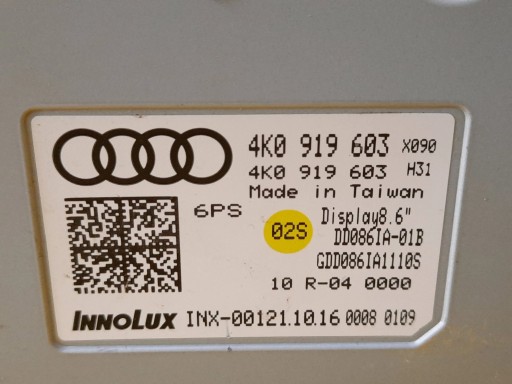 4K0 919 603 X090
4K0 919 603 H31
Made in Taiwan
6PS
02S
Display8.6"
DD086IA-01B
GDD086IA1110S
10 R-04 0000
INNOLUX INX-00121.10.16 0008 0109